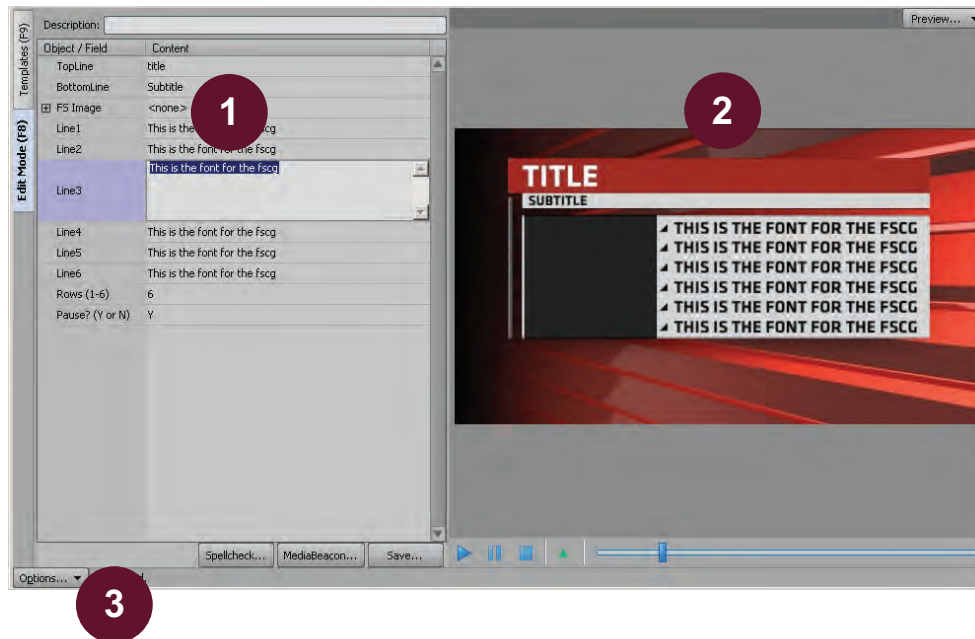 Templates (F9)
Edit Mode (F8)
Description:
Object / Field Content
TopLine title
BottomLine Subtitle
FS Image <none>
Line1 This is the font for the fscg
Line2 This is the font for the fscg
Line3 This is the font for the fscg
Line4 This is the font for the fscg
Line5 This is the font for the fscg
Line6 This is the font for the fscg
Rows (1-6) 6
Pause? (Y or N) Y
Spellcheck... MediaBeacon... Save...
Options...
1
2
3
Preview...
TITLE
SUBTITLE
THIS IS THE FONT FOR THE FSCG
THIS IS THE FONT FOR THE FSCG
THIS IS THE FONT FOR THE FSCG
THIS IS THE FONT FOR THE FSCG
THIS IS THE FONT FOR THE FSCG
THIS IS THE FONT FOR THE FSCG